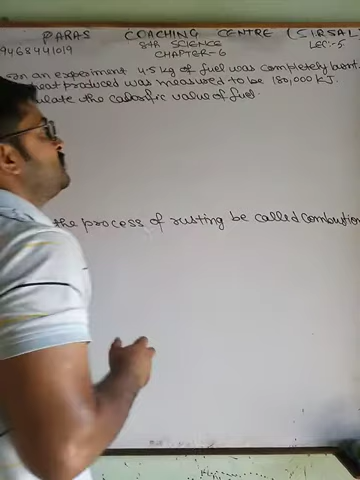 PARAS COACHING CENTRE (SIRSAL
9468441019 8TH SCIENCE LEC-5
CHAPTER-6
an experiment 4.5 kg of fuel was completely burnt.
heat produced was measured to be 180,000 kJ.
ulate the calorific value of fuel.
the process of rusting be called combustion